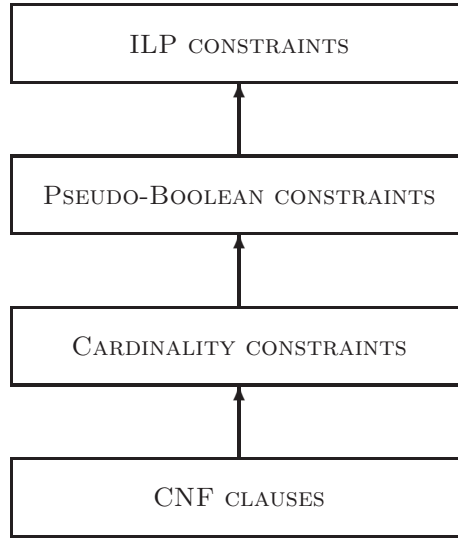 ILP CONSTRAINTS
PSEUDO-BOOLEAN CONSTRAINTS
CARDINALITY CONSTRAINTS
CNF CLAUSES